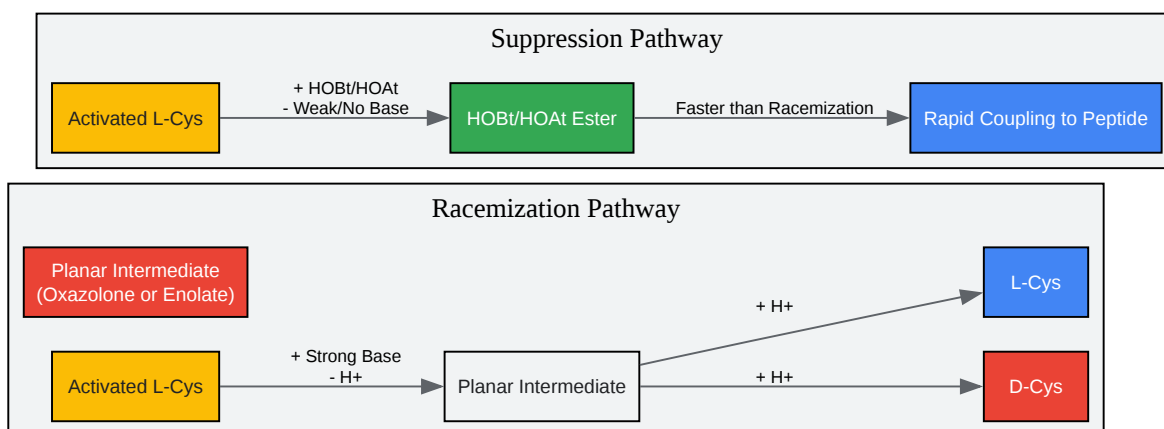 Suppression Pathway
Activated L-Cys
+ HOBt/HOAt
- Weak/No Base
HOBt/HOAt Ester
Faster than Racemization
Rapid Coupling to Peptide
Racemization Pathway
Planar Intermediate
(Oxazolone or Enolate)
Activated L-Cys
+ Strong Base
- H+
Planar Intermediate
+ H+
L-Cys
+ H+
D-Cys